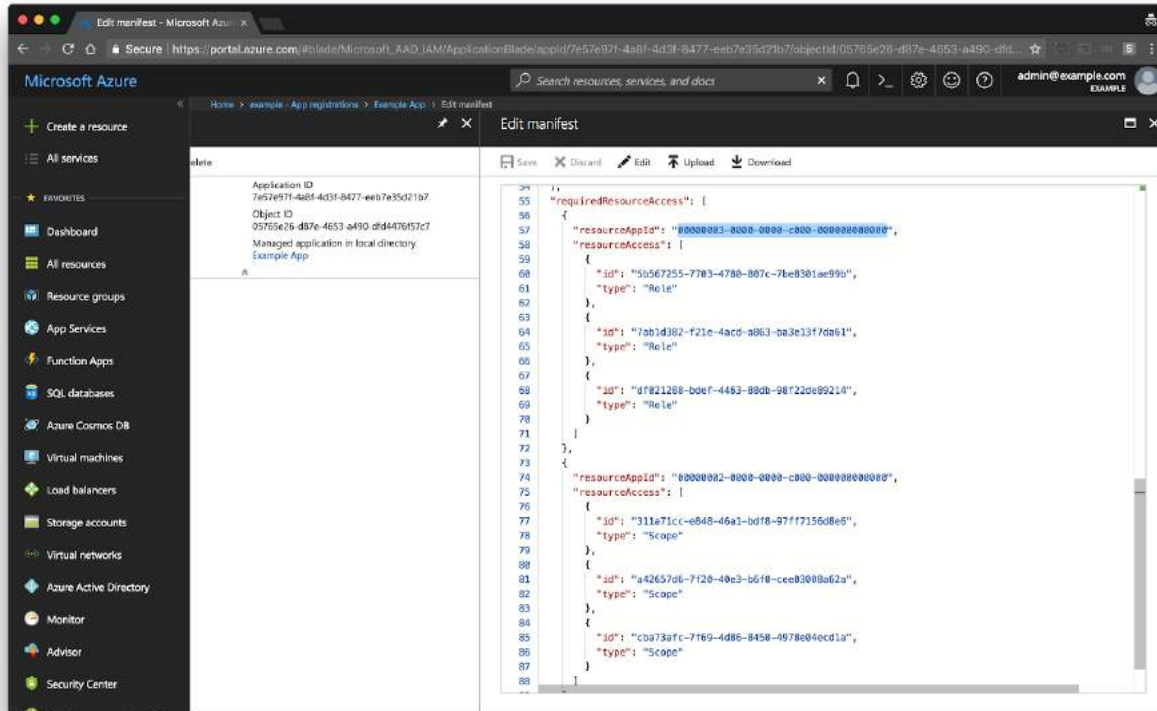 Edit manifest - Microsoft Azur
Secure | https://portal.azure.com/#blade/Microsoft_AAD_IAM/ApplicationBlade/appId/7e57e97f-4a8f-4d3f-8477-eeb7e35d21b7/objectId/05765e26-d87e-4653-a490-dfd...
Microsoft Azure
Search resources, services, and docs
admin@example.com
EXAMPLE
Home > example - App registrations > Example App > Edit manifest
Create a resource
All services
FAVORITES
Dashboard
All resources
Resource groups
App Services
Function Apps
SQL databases
Azure Cosmos DB
Virtual machines
Load balancers
Storage accounts
Virtual networks
Azure Active Directory
Monitor
Advisor
Security Center
elete
Application ID
7e57e97f-4a8f-4d3f-8477-eeb7e35d21b7
Object ID
05765e26-d87e-4653-a490-dfd4476f57c7
Managed application in local directory
Example App
Edit manifest
Save Discard Edit Upload Download
54 ],
55 "requiredResourceAccess": [
56 {
57 "resourceAppId": "00000003-0000-0000-c000-000000000000",
58 "resourceAccess": [
59 {
60 "id": "5b567255-7703-4780-807c-7be8301ae99b",
61 "type": "Role"
62 },
63 {
64 "id": "7ab1d382-f21e-4acd-a863-ba3e13f7da61",
65 "type": "Role"
66 },
67 {
68 "id": "df021288-bdef-4463-88db-98f22de89214",
69 "type": "Role"
70 }
71 ]
72 },
73 {
74 "resourceAppId": "00000002-0000-0000-c000-000000000000",
75 "resourceAccess": [
76 {
77 "id": "311a71cc-e848-46a1-bdf8-97ff7156d8e6",
78 "type": "Scope"
79 },
80 {
81 "id": "a42657d6-7f20-40e3-b6f0-cee03008a62a",
82 "type": "Scope"
83 },
84 {
85 "id": "cba73afc-7f69-4d86-8450-4978e04ecd1a",
86 "type": "Scope"
87 }
88 ]